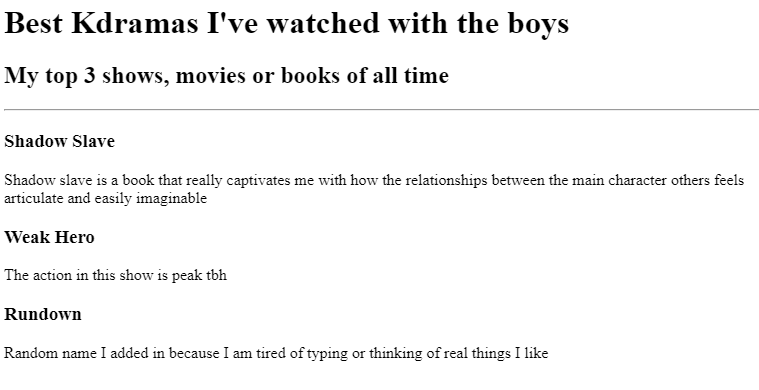 Best Kdramas I've watched with the boys
My top 3 shows, movies or books of all time
Shadow Slave
Shadow slave is a book that really captivates me with how the relationships between the main character others feels
articulate and easily imaginable
Weak Hero
The action in this show is peak tbh
Rundown
Random name I added in because I am tired of typing or thinking of real things I like